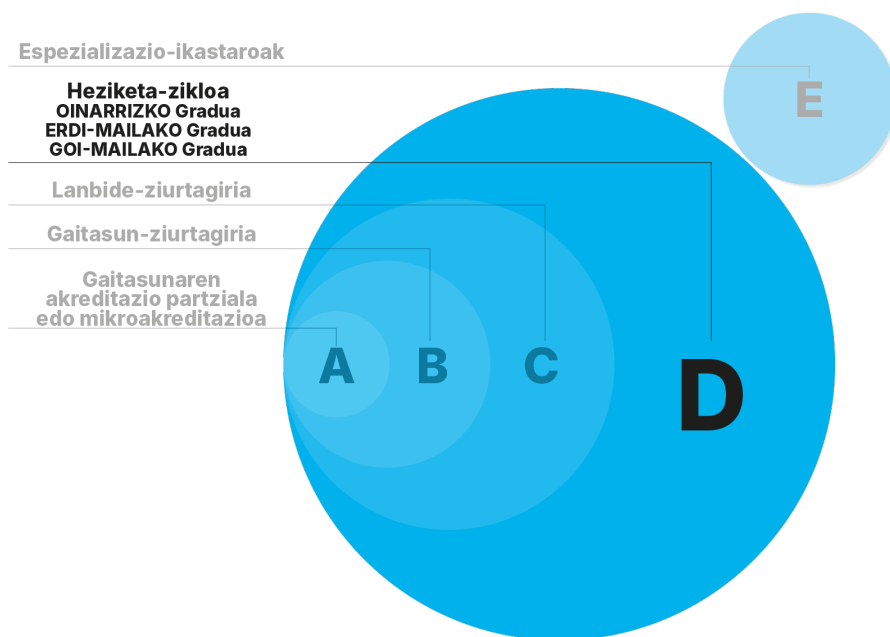 Espezializazio-ikastaroak
Heziketa-zikloa
OINARRIZKO Gradua
ERDI-MAILAKO Gradua
GOI-MAILAKO Gradua
Lanbide-ziurtagiria
Gaitasun-ziurtagiria
Gaitasunaren
akreditazio partziala
edo mikroakreditazioa
E
A B C D